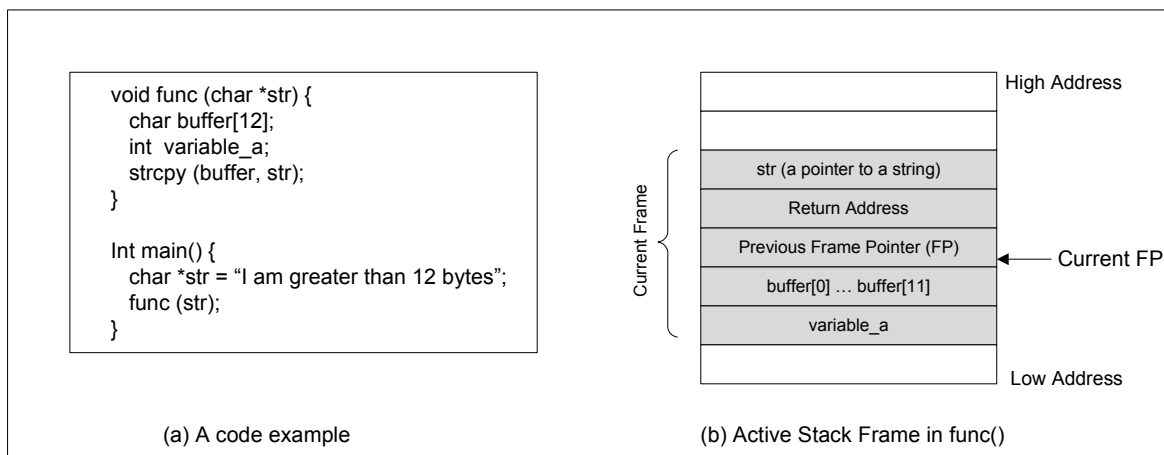 void func (char *str) {
char buffer[12];
int variable_a;
strcpy (buffer, str);
}
Int main() {
char *str = “I am greater than 12 bytes”;
func (str);
}
(a) A code example
High Address
str (a pointer to a string)
Return Address
Previous Frame Pointer (FP)
buffer[0] … buffer[11]
variable_a
Current Frame
Current FP
Low Address
(b) Active Stack Frame in func()